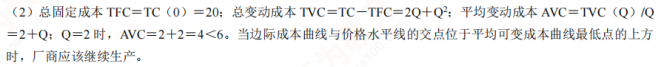 （2）总固定成本 TFC＝TC（0）＝20；总变动成本 TVC＝TC－TFC＝2Q＋Q²；平均变动成本 AVC＝TVC（Q）/Q
＝2＋Q；Q＝2 时，AVC＝2＋2＝4＜6。当边际成本曲线与价格水平线的交点位于平均可变成本曲线最低点的上方
时，厂商应该继续生产。